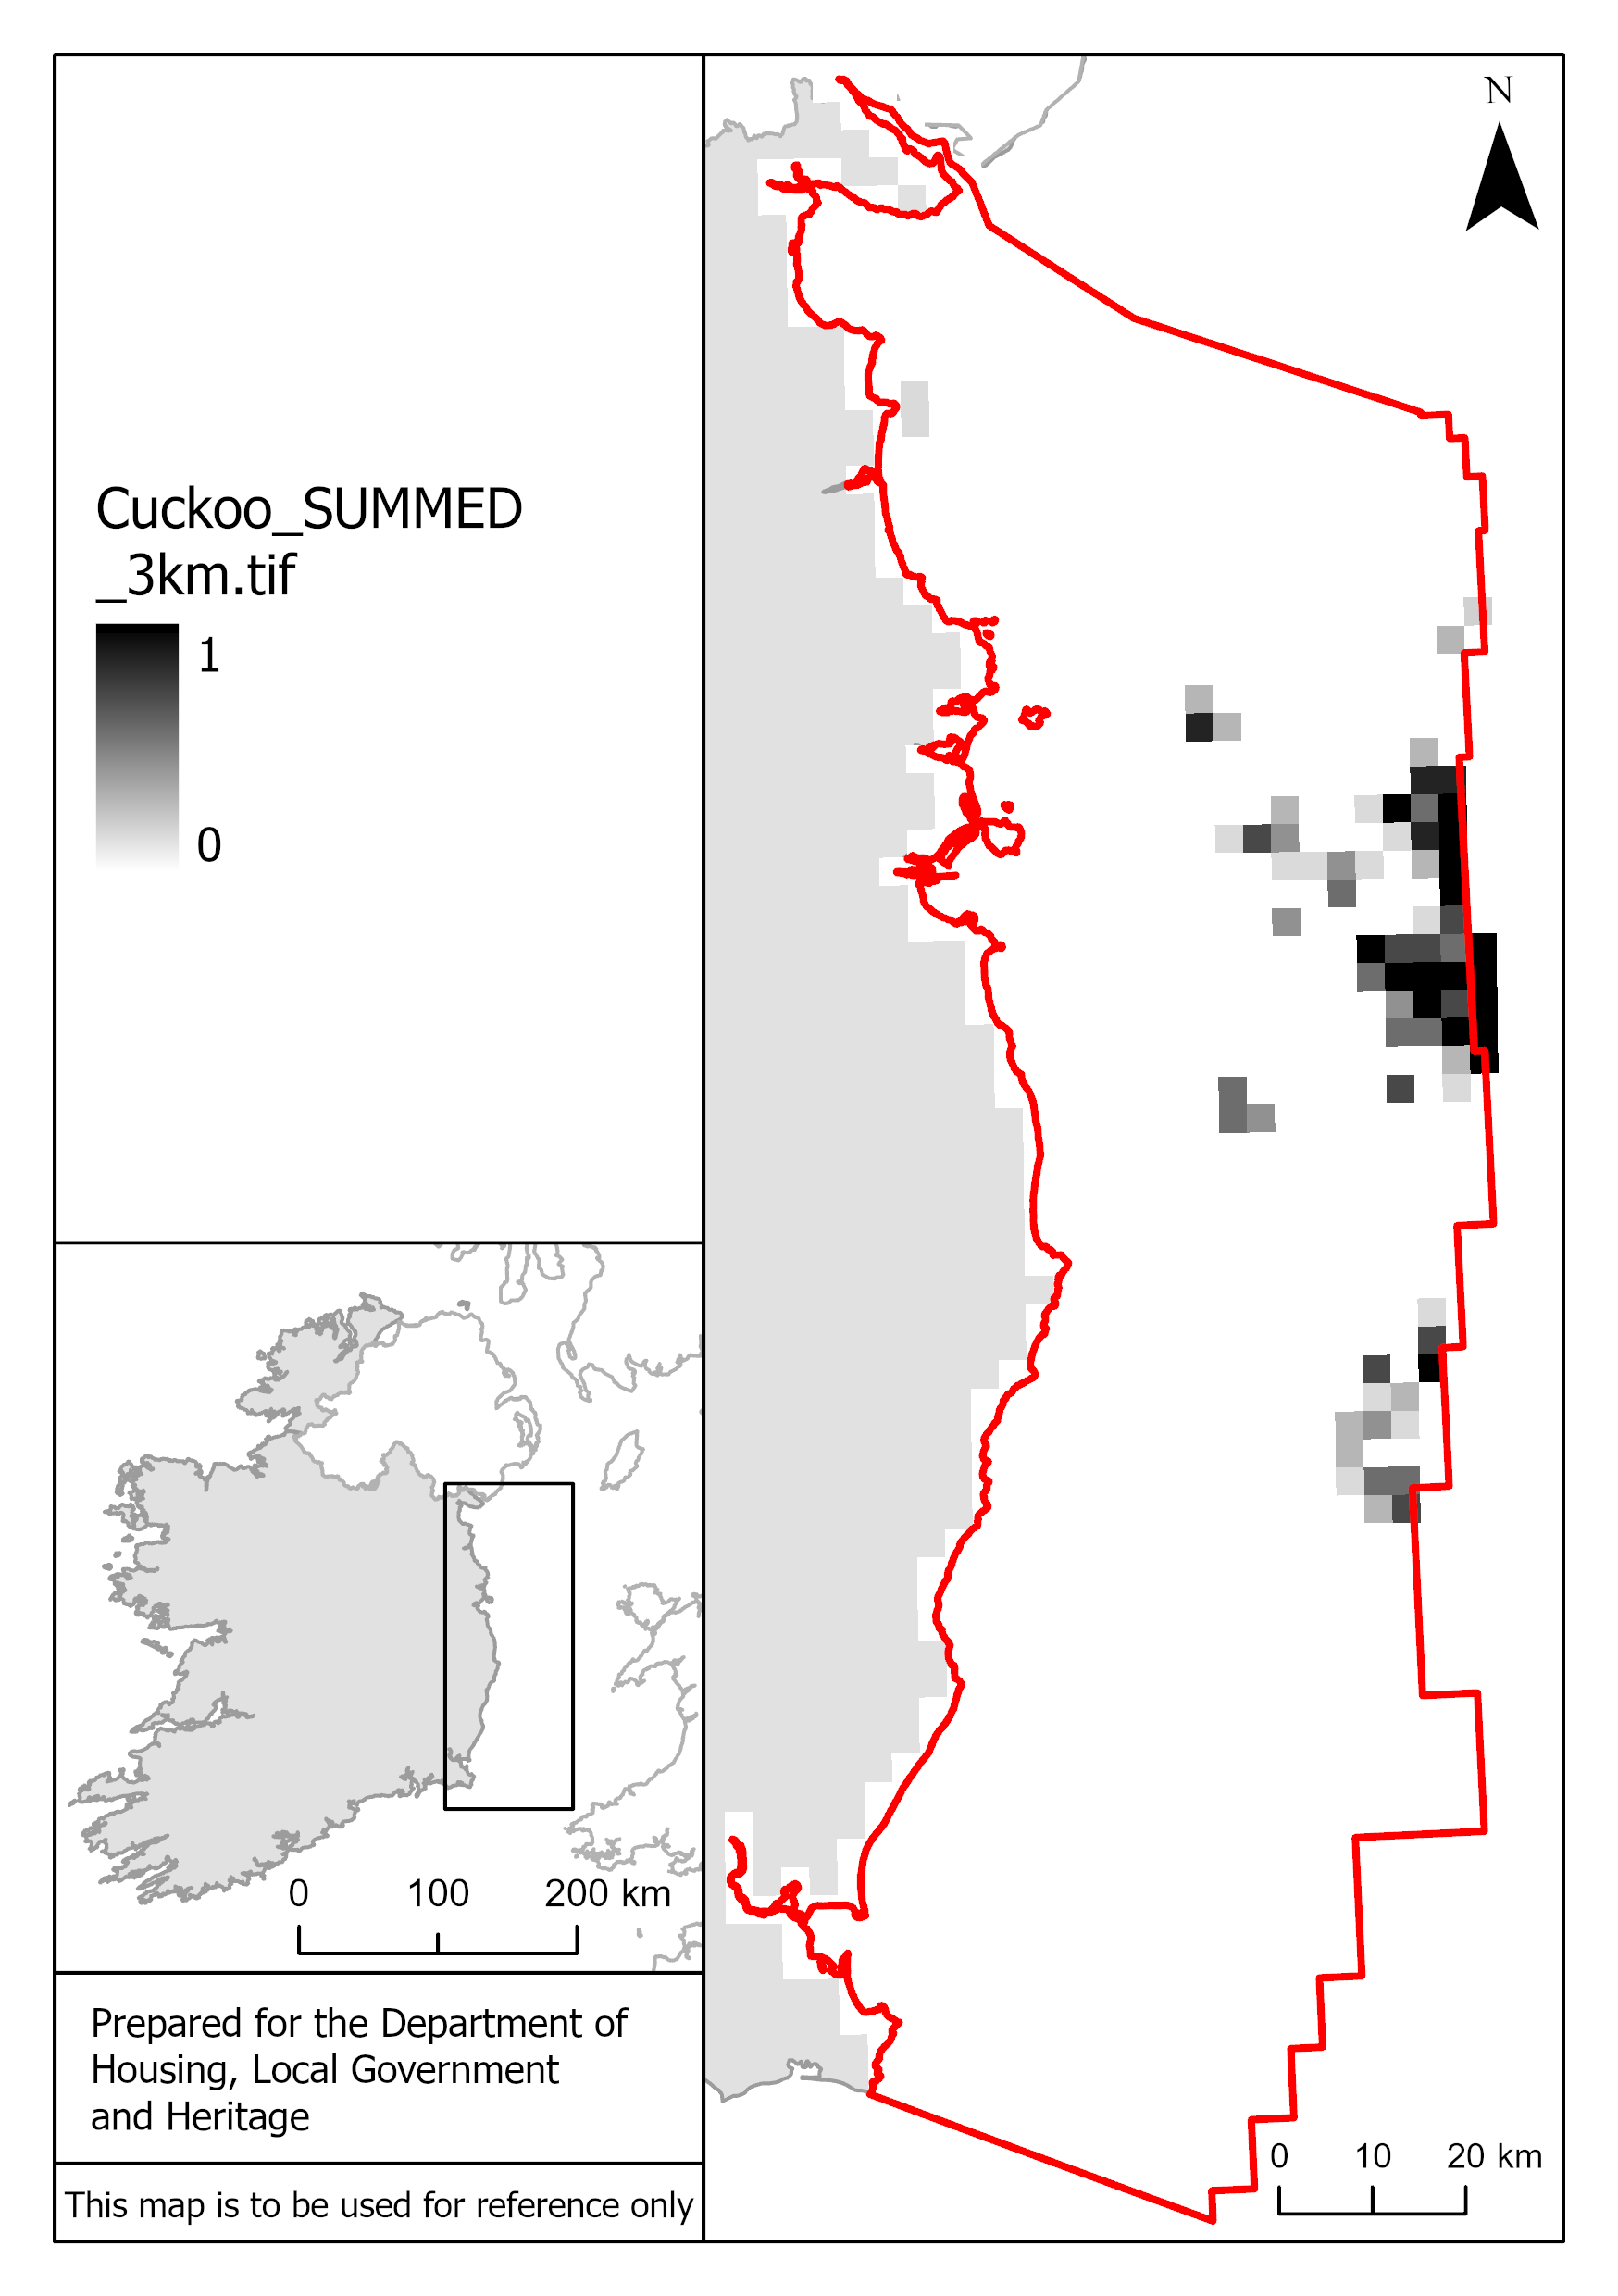 Cuckoo_SUMMED
_3km.tif
1
0
N
0 100 200 km
Prepared for the Department of
Housing, Local Government
and Heritage
This map is to be used for reference only
0 10 20 km